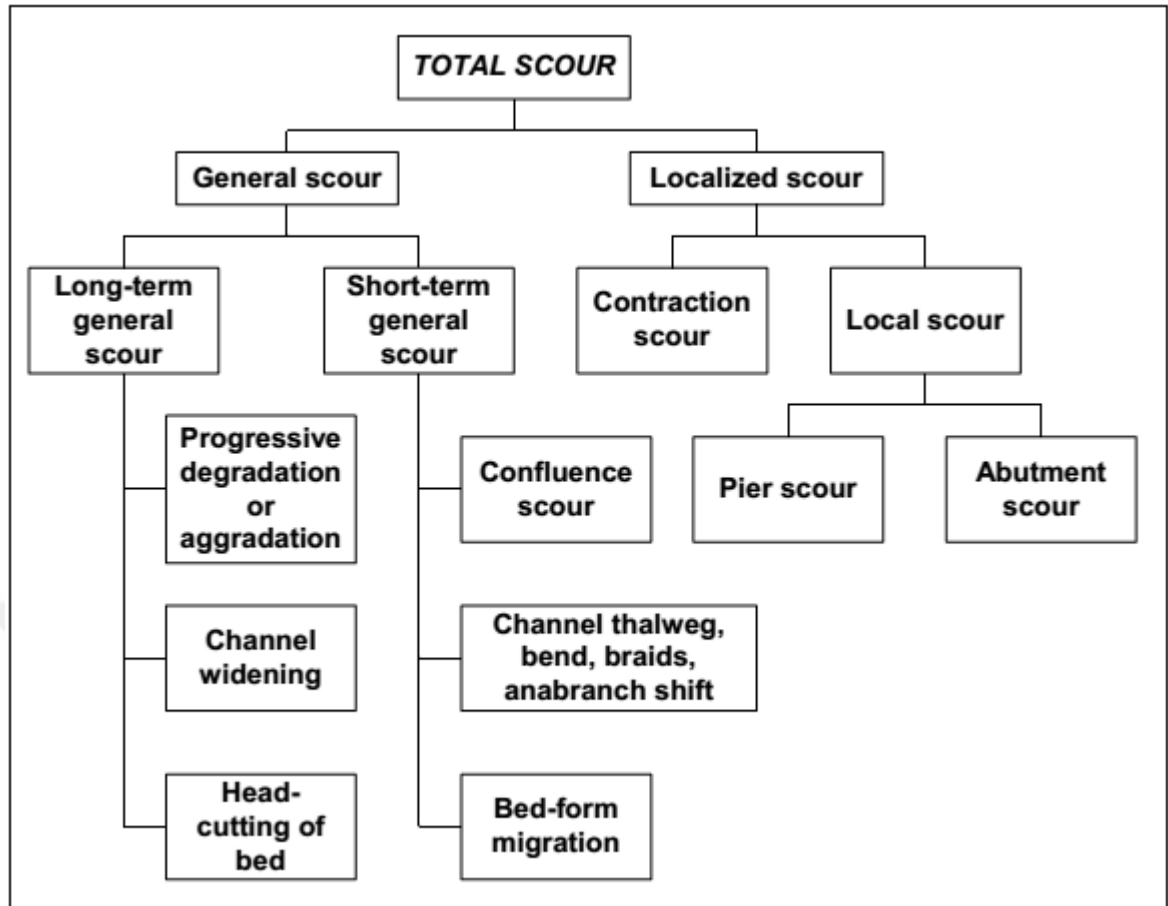 TOTAL SCOUR
General scour
Localized scour
Long-term
general
scour
Short-term
general
scour
Contraction
scour
Local scour
Progressive
degradation
or
aggradation
Confluence
scour
Pier scour
Abutment
scour
Channel
widening
Channel thalweg,
bend, braids,
anabranch shift
Head-
cutting of
bed
Bed-form
migration